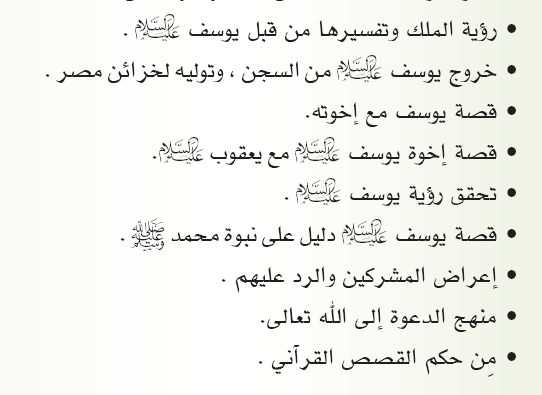 • رؤية الملك وتفسيرها من قبل يوسف عليه السلام .
• خروج يوسف عليه السلام من السجن ، وتوليه لخزائن مصر .
• قصة يوسف مع إخوته.
• قصة إخوة يوسف عليه السلام مع يعقوب عليه السلام.
• تحقق رؤية يوسف عليه السلام .
• قصة يوسف عليه السلام دليل على نبوة محمد ﷺ .
• إعراض المشركين والرد عليهم .
• منهج الدعوة إلى الله تعالى.
• مِن حكم القصص القرآني .